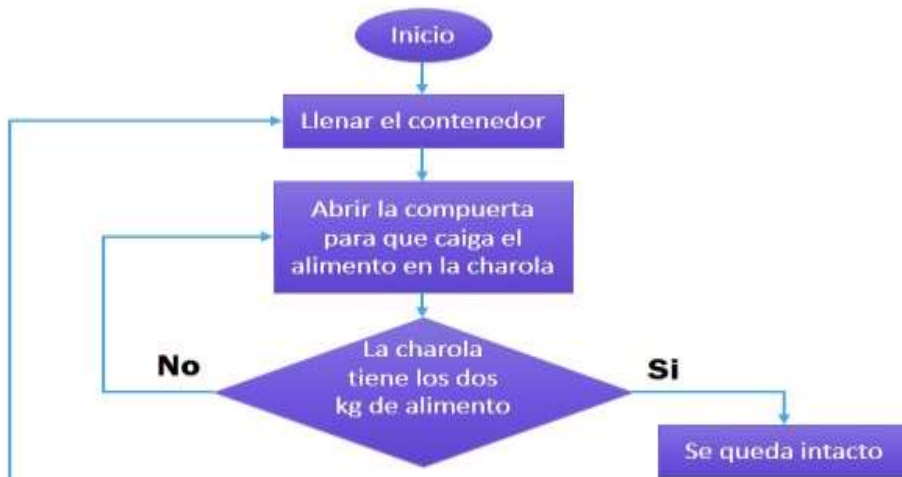 Inicio
Llenar el contenedor
Abrir la compuerta
para que caiga el
alimento en la charola
La charola
tiene los dos
kg de alimento
No
Si
Se queda intacto